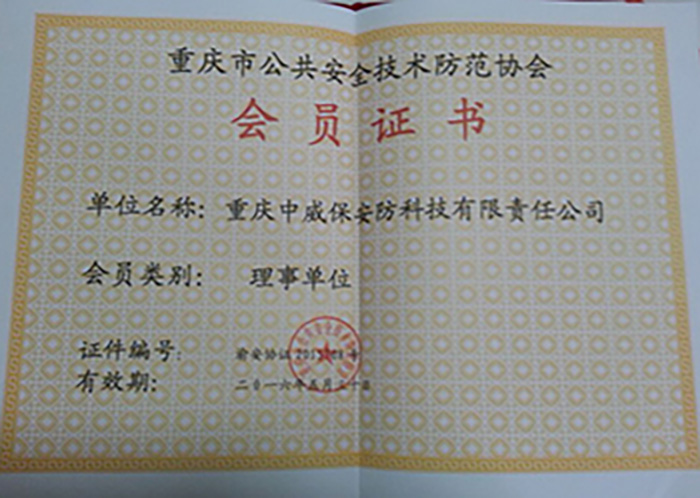 重庆市公共安全技术防范协会
会员证书
单位名称: 重庆中威保安防科技有限责任公司
会员类别: 理事单位
证件编号:
有效期: 二0一六年五月三十日